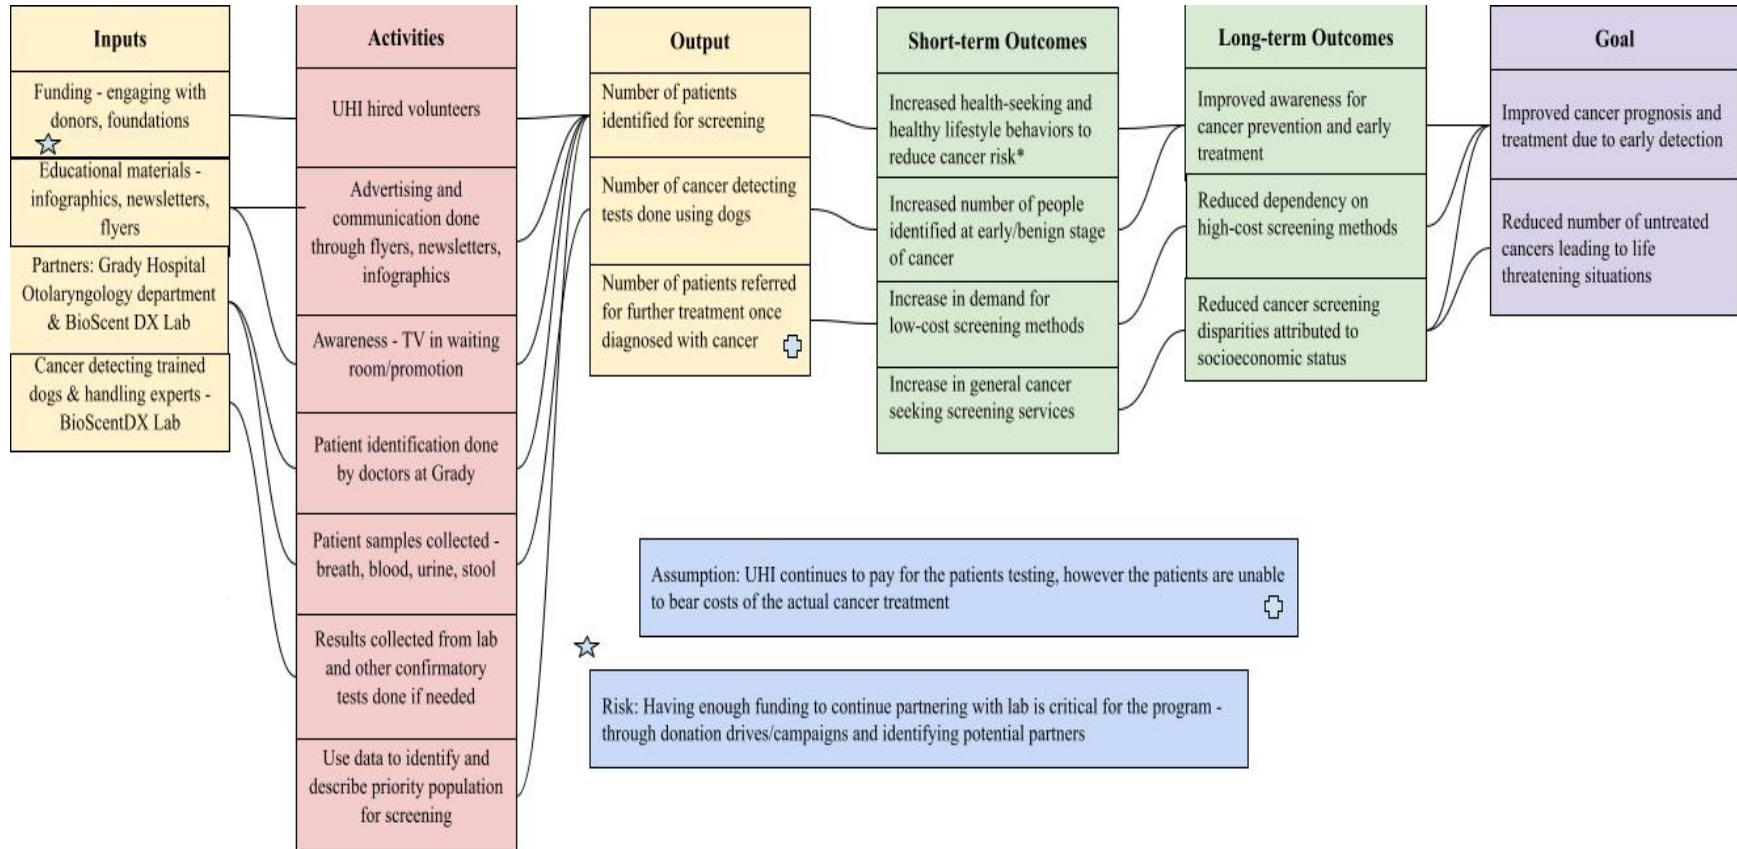 Inputs
Funding - engaging with
donors, foundations
Educational materials -
infographics, newsletters,
flyers
Partners: Grady Hospital
Otolaryngology department
& BioScent DX Lab
Cancer detecting trained
dogs & handling experts -
BioScentDX Lab
Activities
UHI hired volunteers
Advertising and
communication done
through flyers, newsletters,
infographics
Awareness - TV in waiting
room/promotion
Patient identification done
by doctors at Grady
Patient samples collected -
breath, blood, urine, stool
Results collected from lab
and other confirmatory
tests done if needed
Use data to identify and
describe priority population
for screening
Output
Number of patients
identified for screening
Number of cancer detecting
tests done using dogs
Number of patients referred
for further treatment once
diagnosed with cancer
Short-term Outcomes
Increased health-seeking and
healthy lifestyle behaviors to
reduce cancer risk*
Increased number of people
identified at early/benign stage
of cancer
Increase in demand for
low-cost screening methods
Increase in general cancer
seeking screening services
Long-term Outcomes
Improved awareness for
cancer prevention and early
treatment
Reduced dependency on
high-cost screening methods
Reduced cancer screening
disparities attributed to
socioeconomic status
Goal
Improved cancer prognosis and
treatment due to early detection
Reduced number of untreated
cancers leading to life
threatening situations
Assumption: UHI continues to pay for the patients testing, however the patients are unable
to bear costs of the actual cancer treatment
Risk: Having enough funding to continue partnering with lab is critical for the program -
through donation drives/campaigns and identifying potential partners